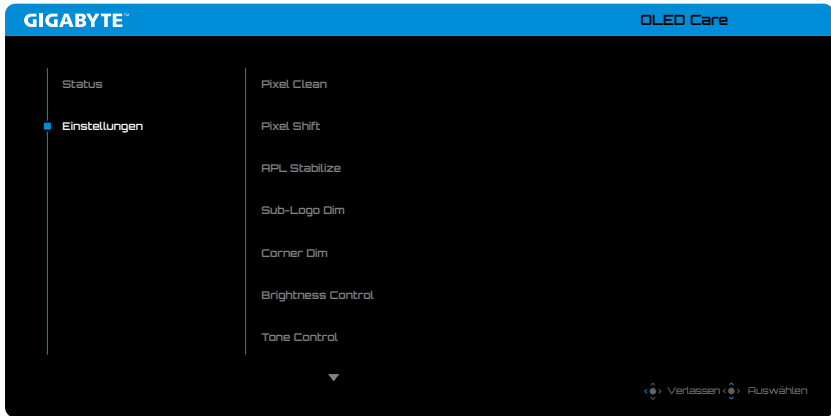 GIGABYTE™ OLED Care
Status
Einstellungen
Pixel Clean
Pixel Shift
APL Stabilize
Sub-Logo Dim
Corner Dim
Brightness Control
Tone Control
Verlassen Auswählen